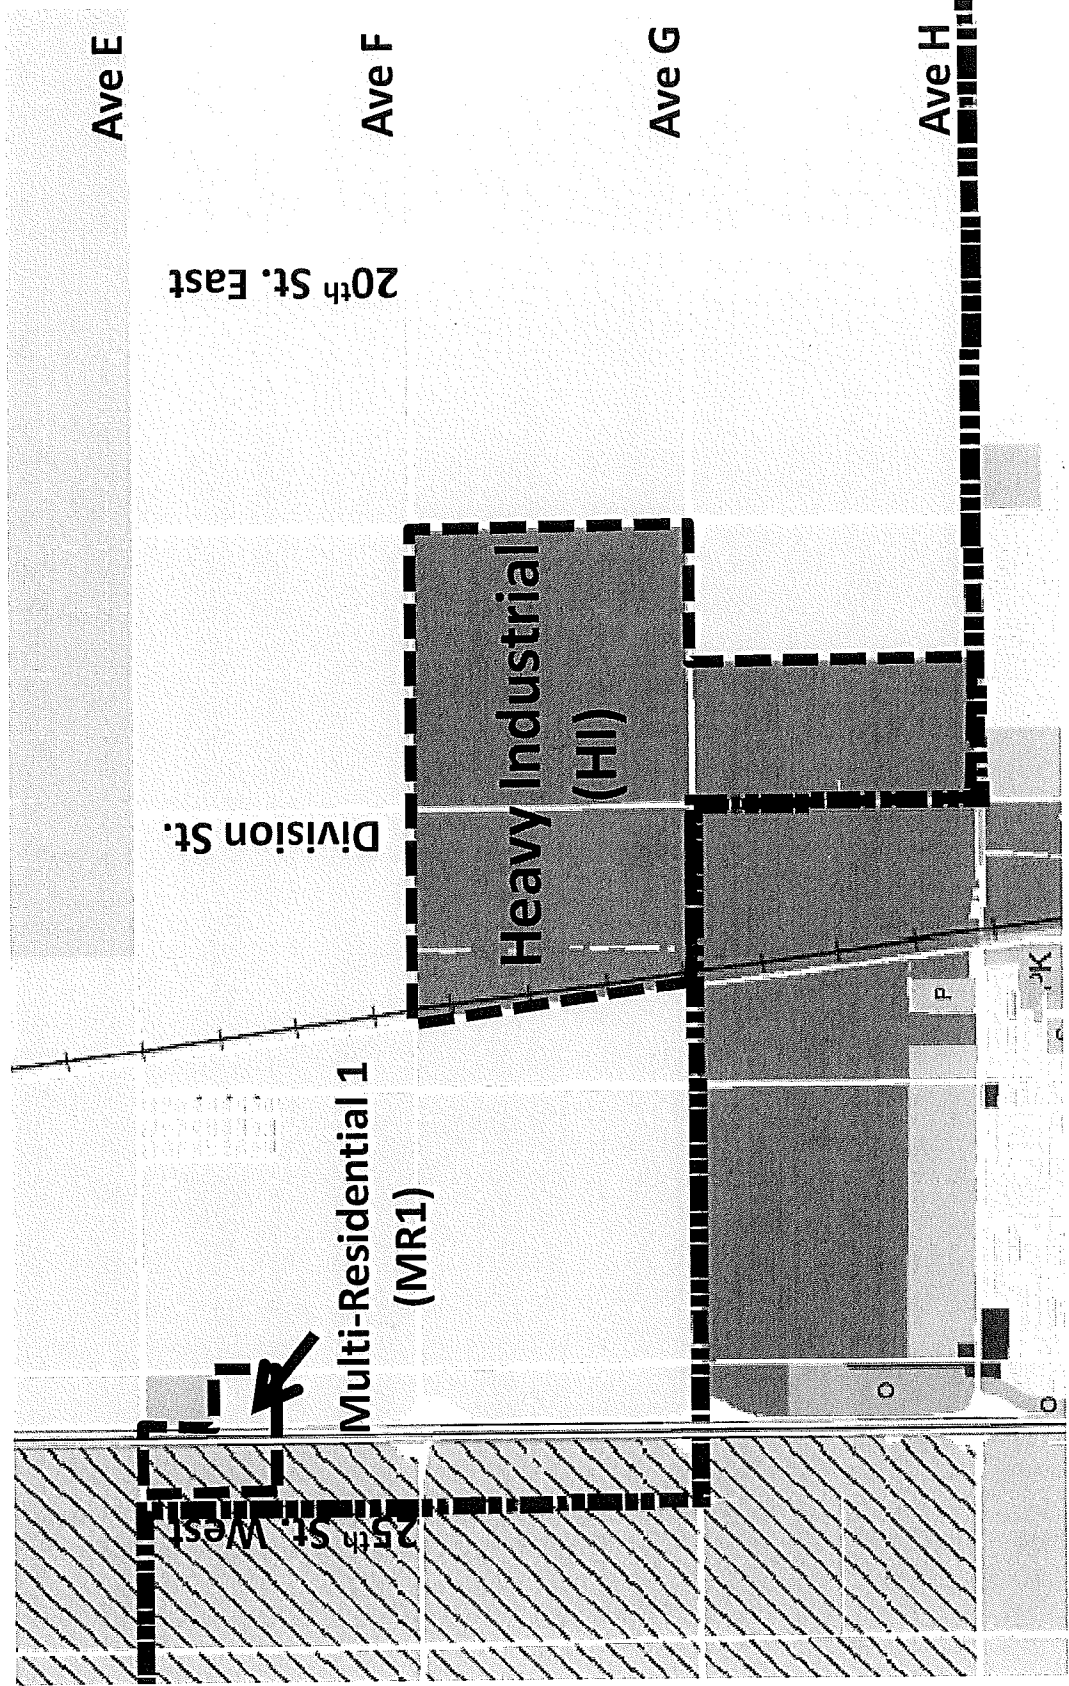 Ave E
Ave F
Ave G
Ave H
20th St. East
Division St.
Heavy Industrial
(HI)
Multi-Residential 1
(MR1)
25th St. West
P
O
O